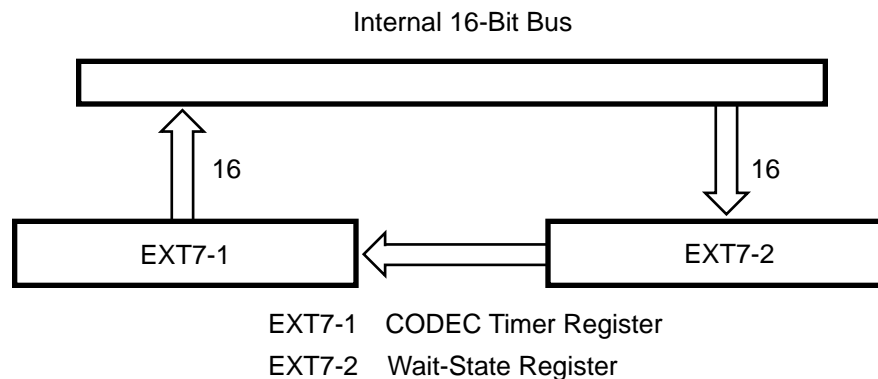 Internal 16-Bit Bus
16
16
EXT7-1
EXT7-2
EXT7-1 CODEC Timer Register
EXT7-2 Wait-State Register